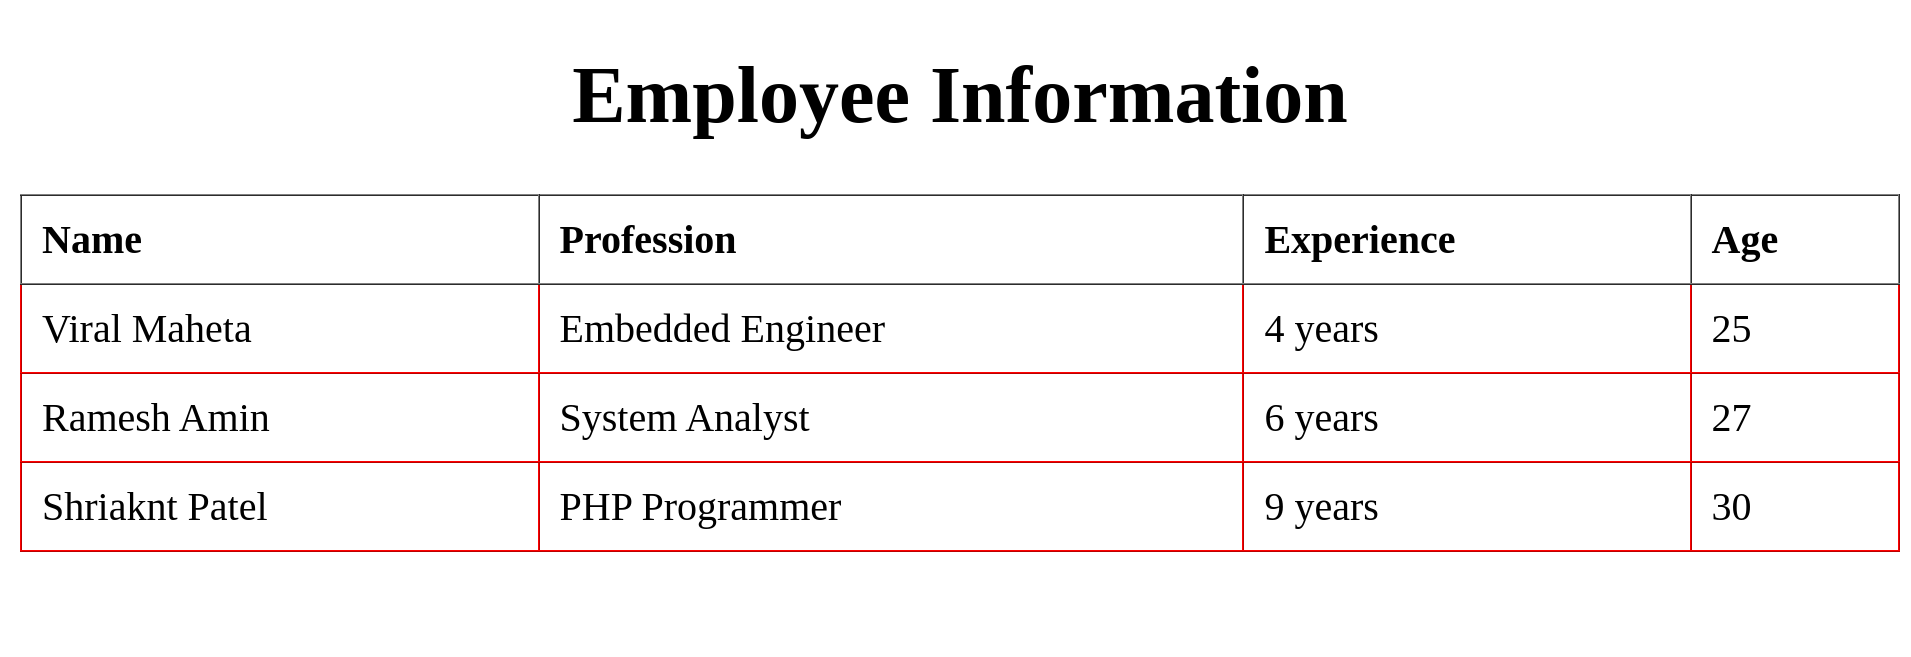 Employee Information
Name Profession Experience Age
Viral Maheta Embedded Engineer 4 years 25
Ramesh Amin System Analyst 6 years 27
Shriaknt Patel PHP Programmer 9 years 30